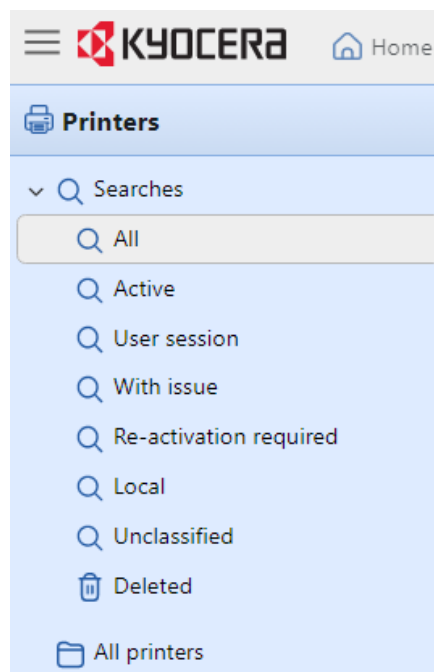 KYOCERA Home
Printers
Searches
All
Active
User session
With issue
Re-activation required
Local
Unclassified
Deleted
All printers